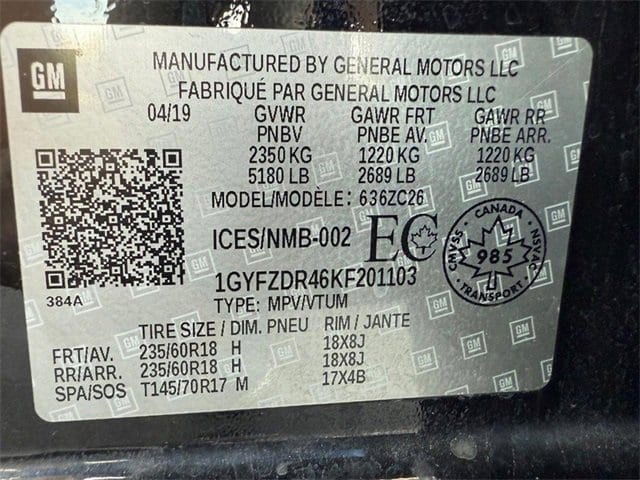 GM
MANUFACTURED BY GENERAL MOTORS LLC
FABRIQUÉ PAR GENERAL MOTORS LLC
04/19 GVWR GAWR FRT GAWR RR
PNBV PNBE AV. PNBE ARR.
2350 KG 1220 KG 1220 KG
5180 LB 2689 LB 2689 LB
MODEL/MODÈLE: 636ZC26
ICES/NMB-002 EC
CANADA
CMVSS 985 NSVAC
TRANSPORT
384A
1GYFZDR46KF201103
TYPE: MPV/VTUM
TIRE SIZE / DIM. PNEU RIM / JANTE
FRT/AV. 235/60R18 H 18X8J
RR/ARR. 235/60R18 H 18X8J
SPA/SOS T145/70R17 M 17X4B